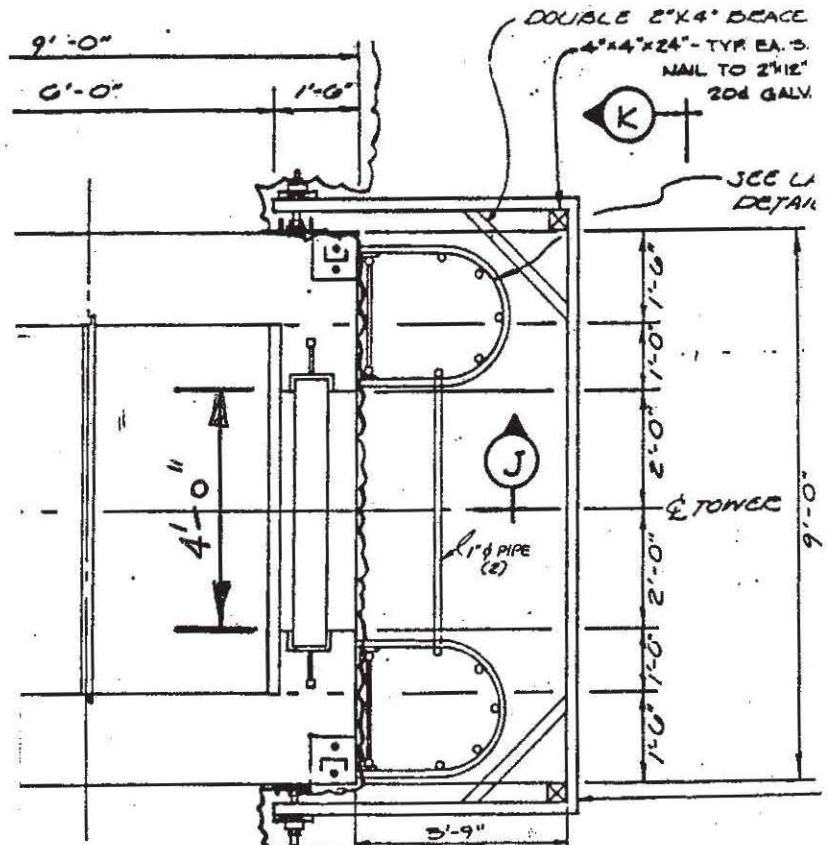 DOUBLE 2"X4" BRACE
4"x4"x24" - TYP. EA. S.
NAIL TO 2"x12"
20d GALV.
9'-0"
6'-0"
1'-6"
K
SEE LA
DETAIL
1'-6"
1'-0"
2'-0"
4'-0"
J
℄ TOWER
9'-0"
1"ø PIPE
(2)
2'-0"
1'-0"
1'-6"
3'-9"